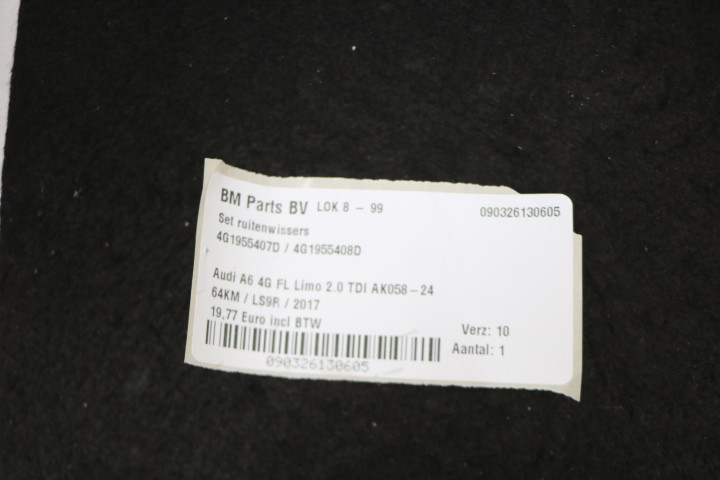 BM Parts BV LOK 8 - 99 090326130605
Set ruitenwissers
4G1955407D / 4G1955408D
Audi A6 4G FL Limo 2.0 TDI AK058-24
64KM / LS9R / 2017
19,77 Euro incl BTW
Verz: 10
Aantal: 1
090326130605